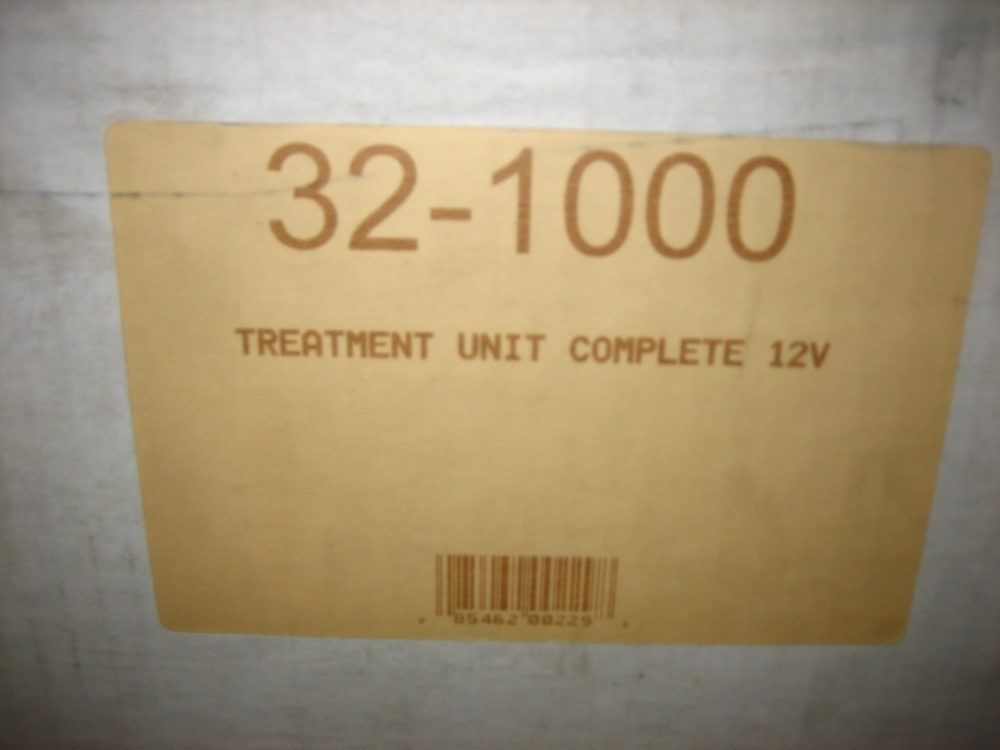 32-1000
TREATMENT UNIT COMPLETE 12V
85462 00229